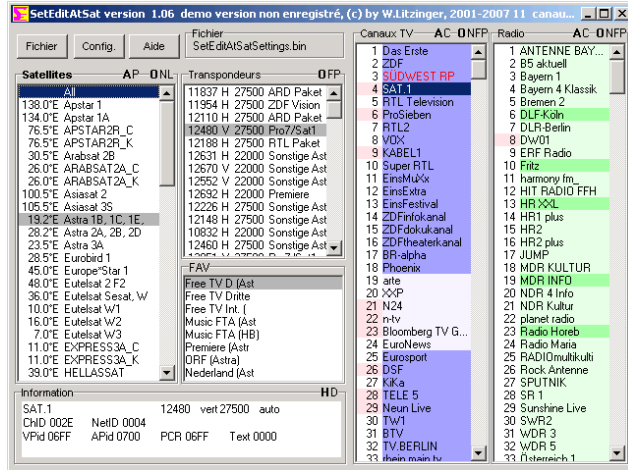 SetEditAtSat version 1.06 demo version non enregistré, (c) by W.Litzinger, 2001-2007 11 canau...
Fichier
Config.
Aide
Fichier
SetEditAtSatSettings.bin
Satellites AP ONL
All
138.0°E Apstar 1
134.0°E Apstar 1A
76.5°E APSTAR2R_C
76.5°E APSTAR2R_K
30.5°E Arabsat 2B
26.0°E ARABSAT2A_C
26.0°E ARABSAT2A_K
100.5°E Asiasat 2
105.5°E Asiasat 3S
19.2°E Astra 1B, 1C, 1E,
28.2°E Astra 2A, 2B, 2D
23.5°E Astra 3A
28.5°E Eurobird 1
45.0°E Europe*Star 1
48.0°E Eutelsat 2 F2
36.0°E Eutelsat Sesat, W
10.0°E Eutelsat W1
16.0°E Eutelsat W2
7.0°E Eutelsat W3
11.0°E EXPRESS3A_C
11.0°E EXPRESS3A_K
39.0°E HELLASSAT
Transpondeurs OFP
11837 H 27500 ARD Paket
11954 H 27500 ZDF Vision
12110 H 27500 ARD Paket
12480 V 27500 Pro7/Sat1
12188 H 27500 RTL Paket
12631 H 22000 Sonstige Ast
12670 V 22000 Sonstige Ast
12552 V 22000 Sonstige Ast
12692 H 22000 Premiere
12226 H 27500 Sonstige Ast
12148 H 27500 Sonstige Ast
10832 H 22000 Sonstige Ast
12460 H 27500 Sonstige Ast
FAV
Free TV D (Ast
Free TV Dritte
Free TV Int. (
Music FTA (Ast
Music FTA (HB)
Premiere (Astr
ORF (Astra)
Nederland (Ast
Canaux TV AC ONFP
1 Das Erste
2 ZDF
3 SÜDWEST RP
4 SAT.1
5 RTL Television
6 ProSieben
7 RTL2
8 VOX
9 KABEL1
10 Super RTL
11 EinsMuXx
12 EinsExtra
13 EinsFestival
14 ZDFinfokanal
15 ZDFdokukanal
16 ZDFtheaterkanal
17 BR-alpha
18 Phoenix
19 arte
20 XXP
21 N24
22 n-tv
23 Bloomberg TV G...
24 EuroNews
25 Eurosport
26 DSF
27 KiKa
28 TELE 5
29 Neun Live
30 TW1
31 BTV
32 TV.BERLIN
33 rhein main tv
Radio AC ONFP
1 ANTENNE BAY...
2 B5 aktuell
3 Bayern 1
4 Bayern 4 Klassik
5 Bremen 2
6 DLF-Köln
7 DLR-Berlin
8 DW01
9 ERF Radio
10 Fritz
11 harmony fm_
12 HIT RADIO FFH
13 HR XXL
14 HR1 plus
15 HR2
16 HR2 plus
17 JUMP
18 MDR KULTUR
19 MDR INFO
20 NDR 4 Info
21 NDR Kultur
22 planet radio
23 Radio Horeb
24 Radio Maria
25 RADIOmultikulti
26 Rock Antenne
27 SPUTNIK
28 SR 1
29 Sunshine Live
30 SWR2
31 WDR 3
32 WDR 5
33 Österreich 1
Information HD
SAT.1 12480 vert 27500 auto
ChID 002E NetID 0004
VPid 06FF APid 0700 PCR 06FF Text 0000